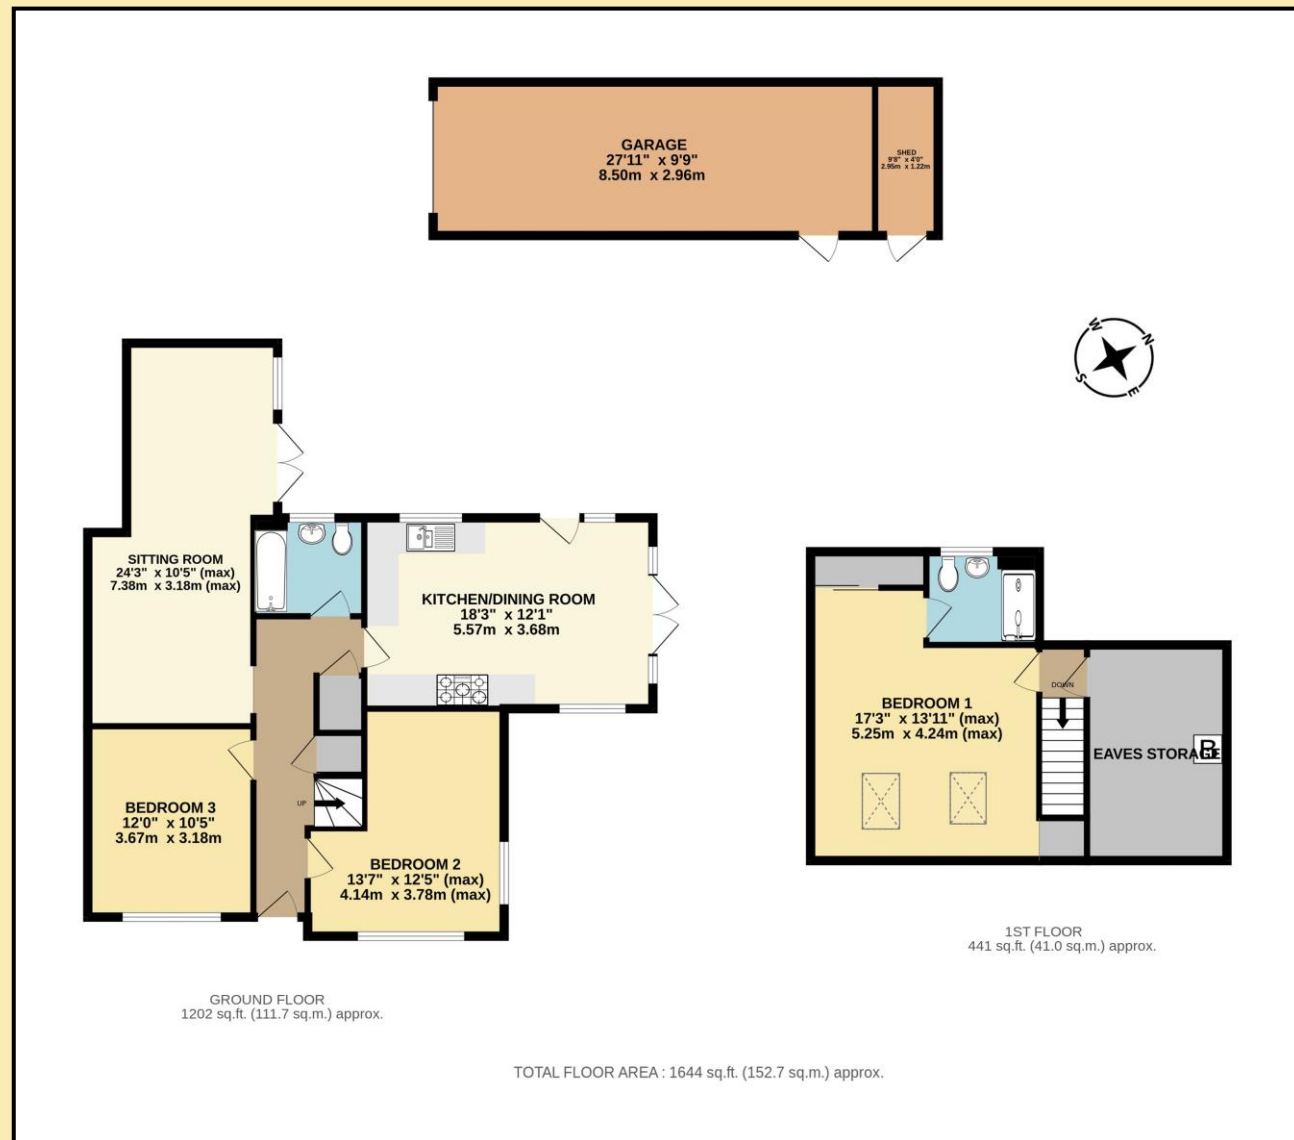 GARAGE
27'11" x 9'9"
8.50m x 2.96m
SHED
9'8" x 4'0"
2.95m x 1.22m
W
N
S
E
SITTING ROOM
24'3" x 10'5" (max)
7.38m x 3.18m (max)
KITCHEN/DINING ROOM
18'3" x 12'1"
5.57m x 3.68m
BEDROOM 3
12'0" x 10'5"
3.67m x 3.18m
UP
BEDROOM 2
13'7" x 12'5" (max)
4.14m x 3.78m (max)
BEDROOM 1
17'3" x 13'11" (max)
5.25m x 4.24m (max)
DOWN
EAVES STORAGE
B
GROUND FLOOR
1202 sq.ft. (111.7 sq.m.) approx.
1ST FLOOR
441 sq.ft. (41.0 sq.m.) approx.
TOTAL FLOOR AREA : 1644 sq.ft. (152.7 sq.m.) approx.